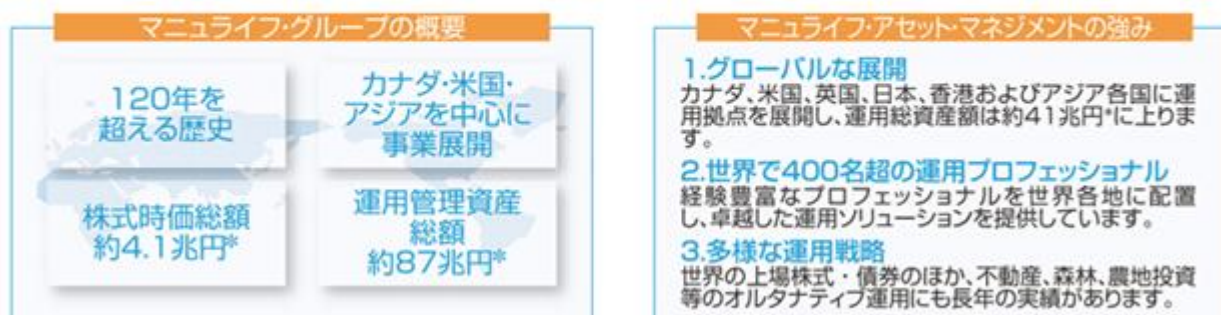 マニュライフ・グループの概要
120年を
超える歴史
カナダ・米国・
アジアを中心に
事業展開
株式時価総額
約4.1兆円*
運用管理資産
総額
約87兆円*
マニュライフ・アセット・マネジメントの強み
1.グローバルな展開
カナダ、米国、英国、日本、香港およびアジア各国に運
用拠点を展開し、運用総資産額は約41兆円*に上りま
す。
2.世界で400名超の運用プロフェッショナル
経験豊富なプロフェッショナルを世界各地に配置
し、卓越した運用ソリューションを提供しています。
3.多様な運用戦略
世界の上場株式・債券のほか、不動産、森林、農地投資
等のオルタナティブ運用にも長年の実績があります。